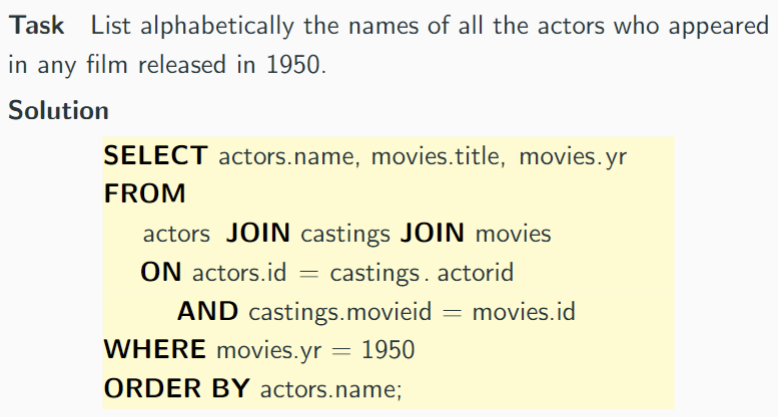 Task List alphabetically the names of all the actors who appeared
in any film released in 1950.
Solution
SELECT actors.name, movies.title, movies.yr
FROM
actors JOIN castings JOIN movies
ON actors.id = castings. actorid
AND castings.movieid = movies.id
WHERE movies.yr = 1950
ORDER BY actors.name;